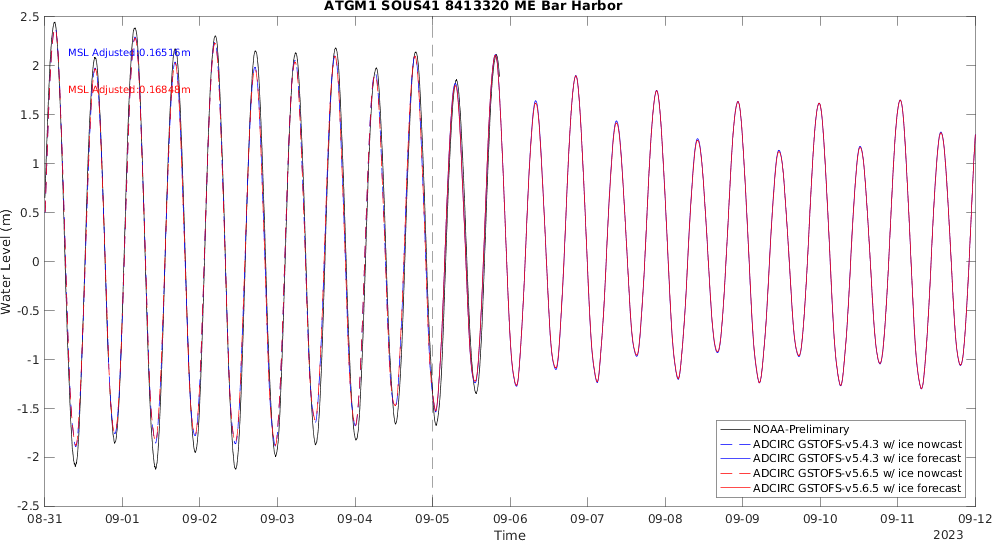 ATGM1 SOUS41 8413320 ME Bar Harbor
MSL Adjusted:0.16516m
MSL Adjusted:0.16848m
Water Level (m)
2.5
2
1.5
1
0.5
0
-0.5
-1
-1.5
-2
-2.5
NOAA-Preliminary
ADCIRC GSTOFS-v5.4.3 w/ ice nowcast
ADCIRC GSTOFS-v5.4.3 w/ ice forecast
ADCIRC GSTOFS-v5.6.5 w/ ice nowcast
ADCIRC GSTOFS-v5.6.5 w/ ice forecast
08-31 09-01 09-02 09-03 09-04 09-05 09-06 09-07 09-08 09-09 09-10 09-11 09-12
Time
2023